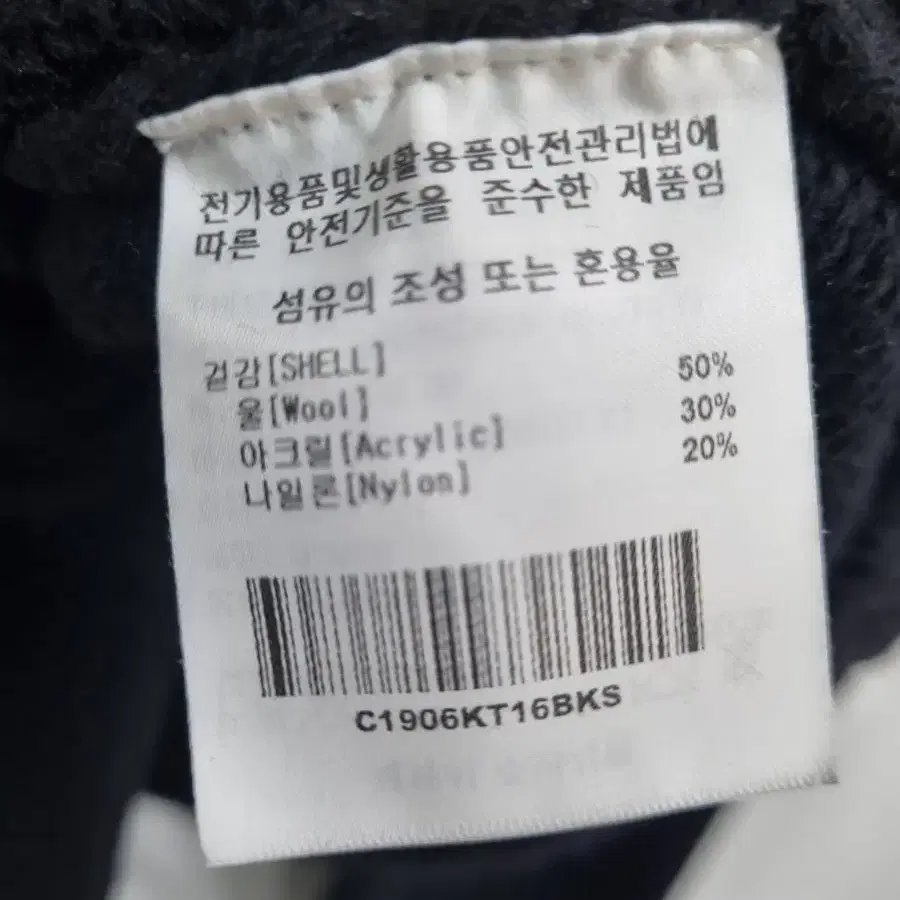 전기용품및생활용품안전관리법에
따른 안전기준을 준수한 제품임
섬유의 조성 또는 혼용율
겉감[SHELL]
울[Wool] 50%
아크릴[Acrylic] 30%
나일론[Nylon] 20%
C1906KT16BKS